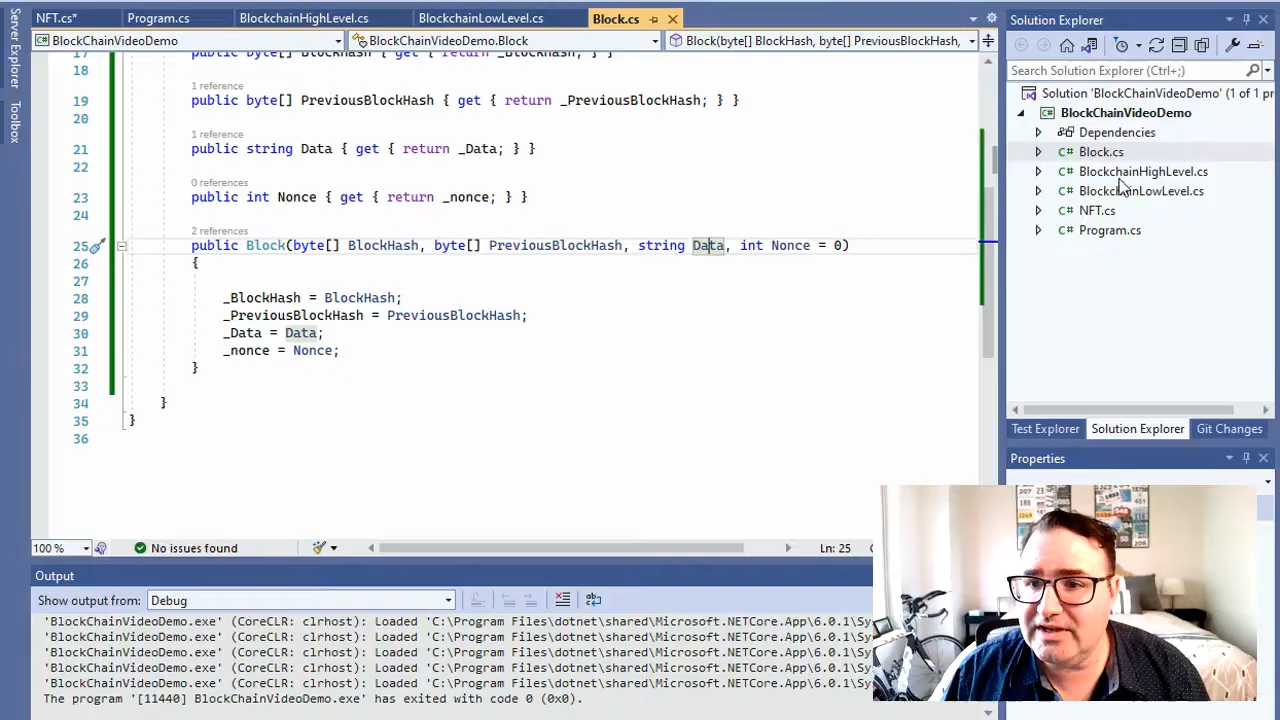 NFT.cs* Program.cs BlockchainHighLevel.cs BlockchainLowLevel.cs Block.cs
Server Explorer
Toolbox
BlockChainVideoDemo BlockChainVideoDemo.Block Block(byte[] BlockHash, byte[] PreviousBlockHash,
17 public byte[] BlockHash { get { return _BlockHash; } }
18
1 reference
19 public byte[] PreviousBlockHash { get { return _PreviousBlockHash; } }
20
1 reference
21 public string Data { get { return _Data; } }
22
0 references
23 public int Nonce { get { return _nonce; } }
24
2 references
25 public Block(byte[] BlockHash, byte[] PreviousBlockHash, string Data, int Nonce = 0)
26 {
27
28 _BlockHash = BlockHash;
29 _PreviousBlockHash = PreviousBlockHash;
30 _Data = Data;
31 _nonce = Nonce;
32 }
33
34 }
35 }
36
100 % No issues found Ln: 25
Output
Show output from: Debug
'BlockChainVideoDemo.exe' (CoreCLR: clrhost): Loaded 'C:\Program Files\dotnet\shared\Microsoft.NETCore.App\6.0.1\Sy
'BlockChainVideoDemo.exe' (CoreCLR: clrhost): Loaded 'C:\Program Files\dotnet\shared\Microsoft.NETCore.App\6.0.1\Sy
'BlockChainVideoDemo.exe' (CoreCLR: clrhost): Loaded 'C:\Program Files\dotnet\shared\Microsoft.NETCore.App\6.0.1\Sy
'BlockChainVideoDemo.exe' (CoreCLR: clrhost): Loaded 'C:\Program Files\dotnet\shared\Microsoft.NETCore.App\6.0.1\Sy
'BlockChainVideoDemo.exe' (CoreCLR: clrhost): Loaded 'C:\Program Files\dotnet\shared\Microsoft.NETCore.App\6.0.1\Sy
The program '[11440] BlockChainVideoDemo.exe' has exited with code 0 (0x0).
Solution Explorer
Search Solution Explorer (Ctrl+;)
Solution 'BlockChainVideoDemo' (1 of 1 pr
BlockChainVideoDemo
Dependencies
C# Block.cs
C# BlockchainHighLevel.cs
C# BlockchainLowLevel.cs
C# NFT.cs
C# Program.cs
Test Explorer Solution Explorer Git Changes
Properties